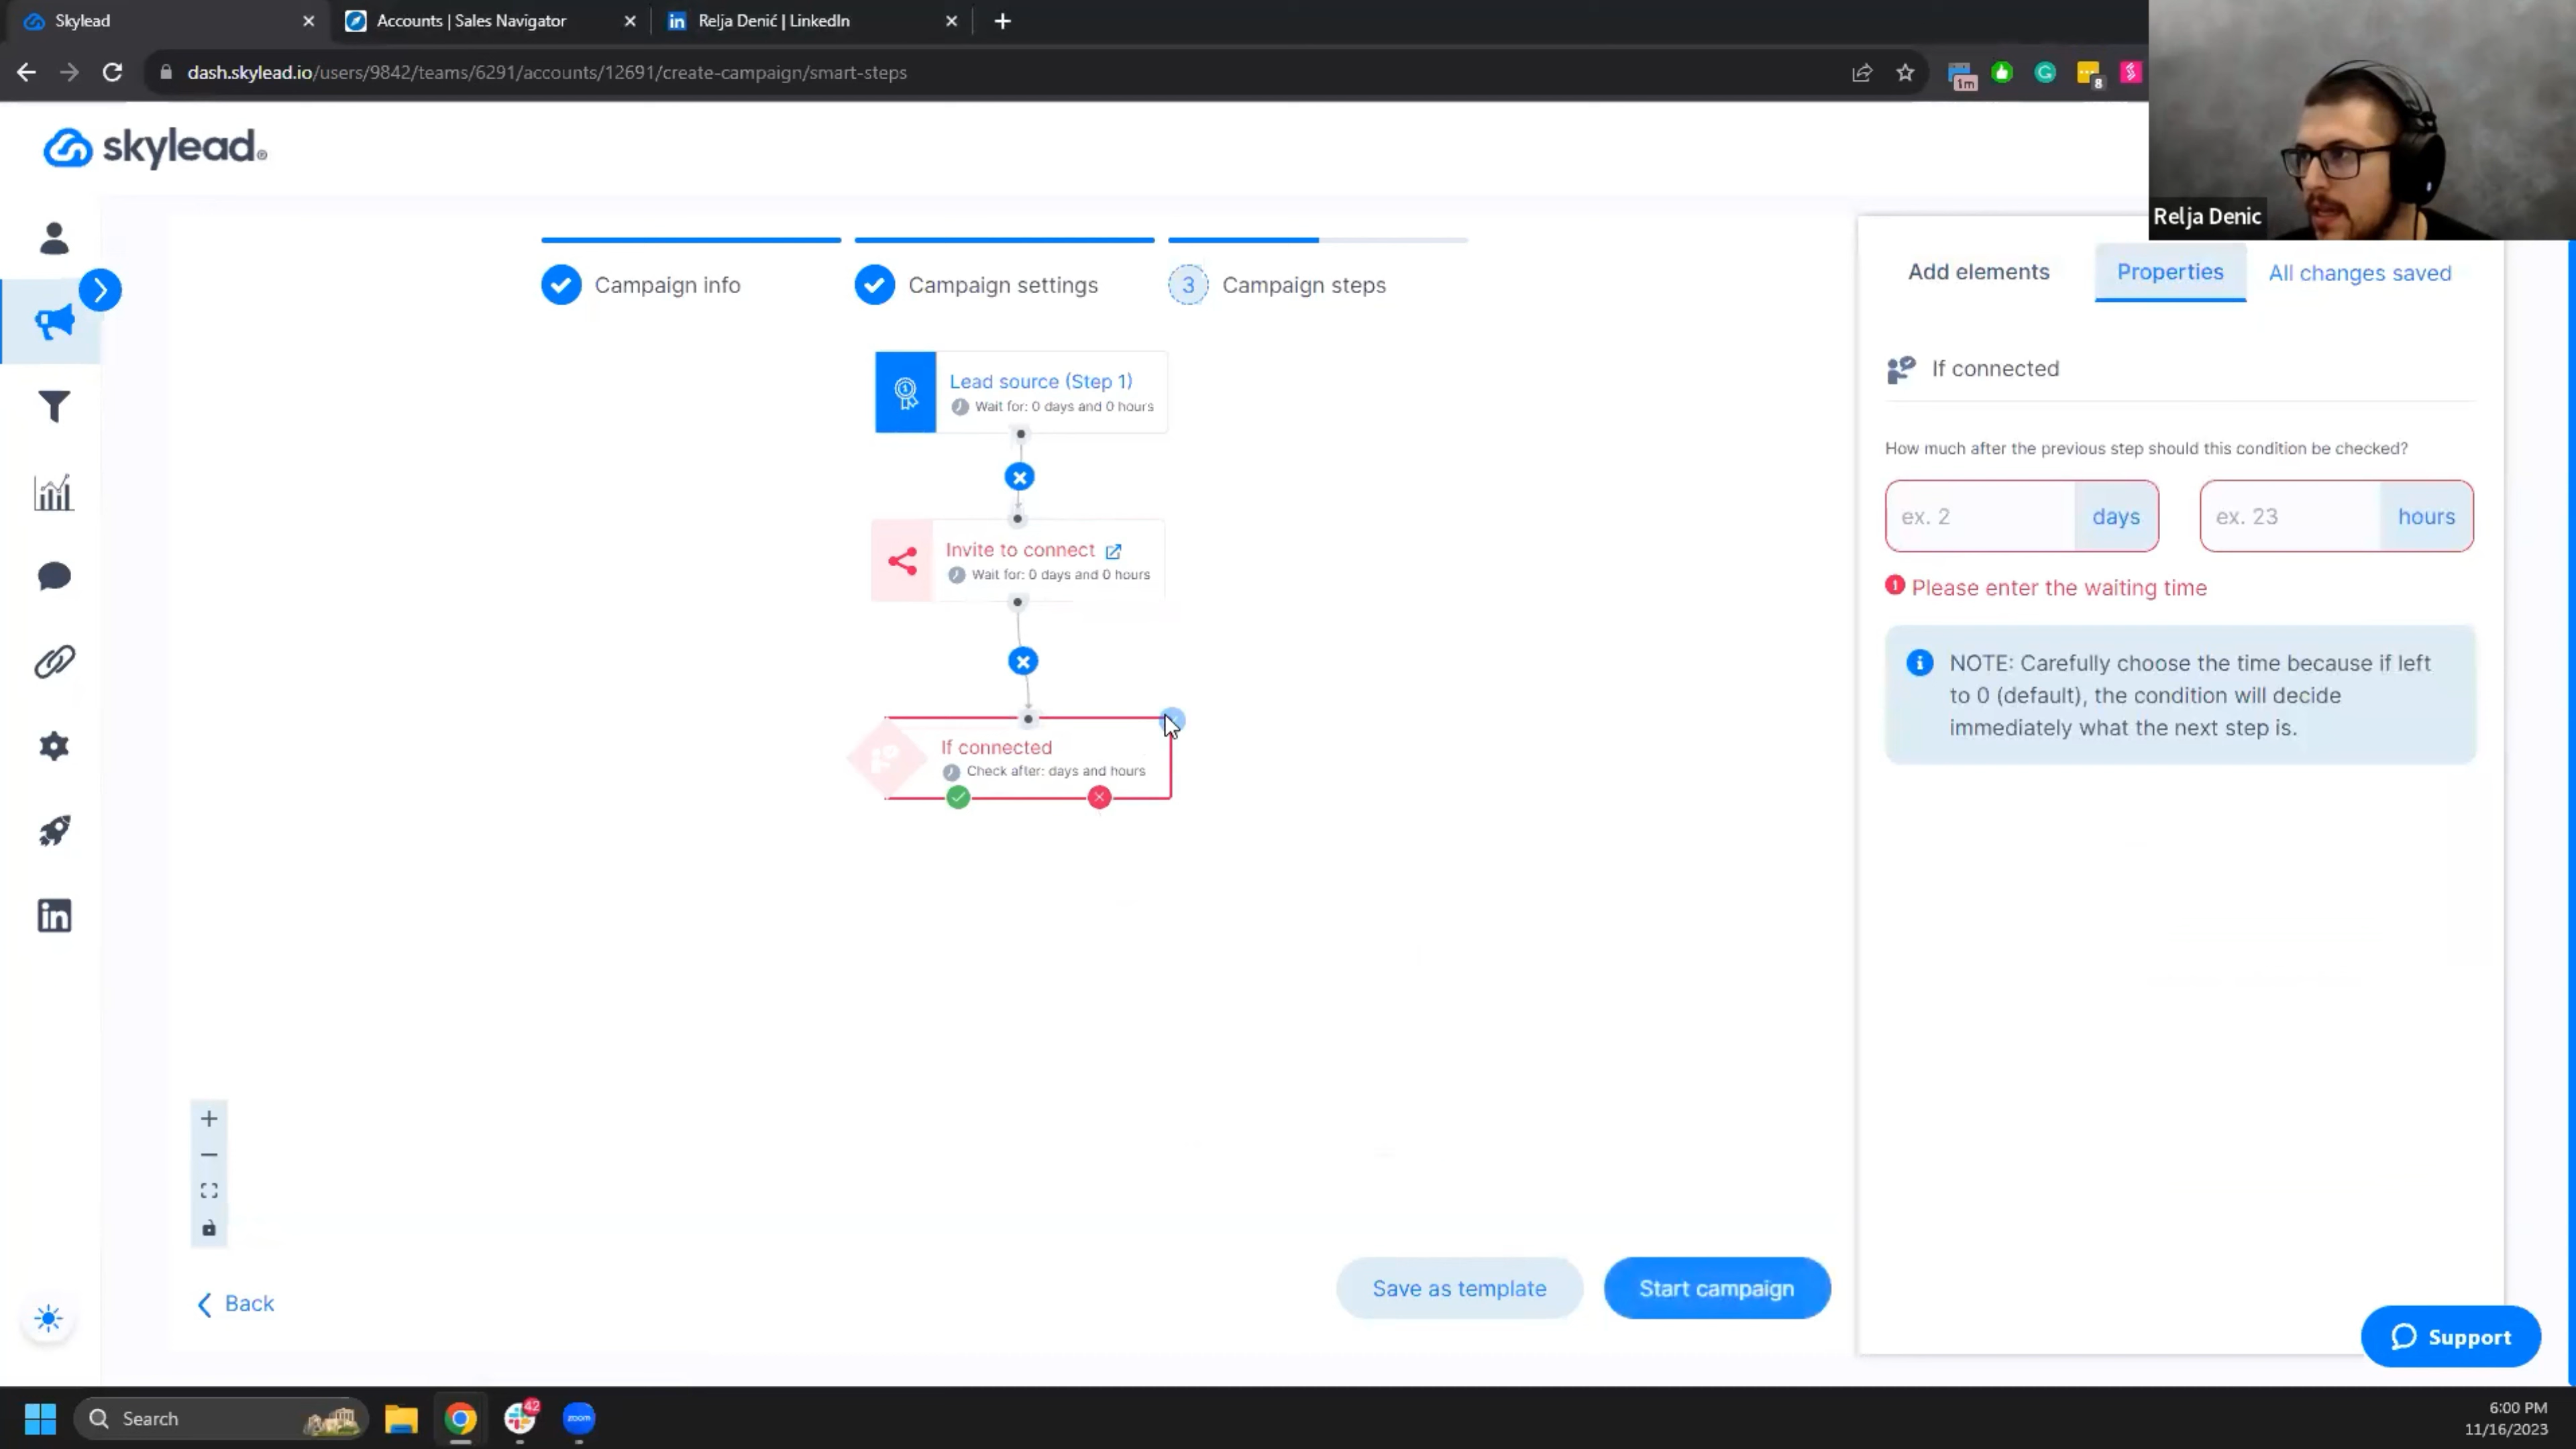 Skylead
Accounts | Sales Navigator
Relja Denić | LinkedIn
dash.skylead.io/users/9842/teams/6291/accounts/12691/create-campaign/smart-steps
1m
8
skylead
Relja Denic
Campaign info
Campaign settings
3 Campaign steps
Add elements
Properties
All changes saved
Lead source (Step 1)
Wait for: 0 days and 0 hours
Invite to connect
Wait for: 0 days and 0 hours
If connected
Check after: days and hours
If connected
How much after the previous step should this condition be checked?
ex. 2 days
ex. 23 hours
Please enter the waiting time
NOTE: Carefully choose the time because if left
to 0 (default), the condition will decide
immediately what the next step is.
Back
Save as template
Start campaign
Support
Search
42
zoom
6:00 PM
11/16/2023